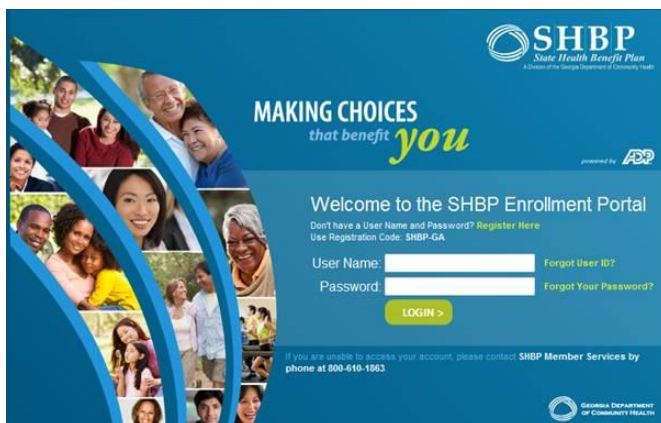 SHBP
State Health Benefit Plan
A Division of the Georgia Department of Community Health
MAKING CHOICES
that benefit you
powered by ADP
Welcome to the SHBP Enrollment Portal
Don't have a User Name and Password? Register Here
Use Registration Code: SHBP-GA
User Name:
Forgot User ID?
Password:
Forgot Your Password?
LOGIN >
If you are unable to access your account, please contact SHBP Member Services by
phone at 800-610-1863
GEORGIA DEPARTMENT
OF COMMUNITY HEALTH